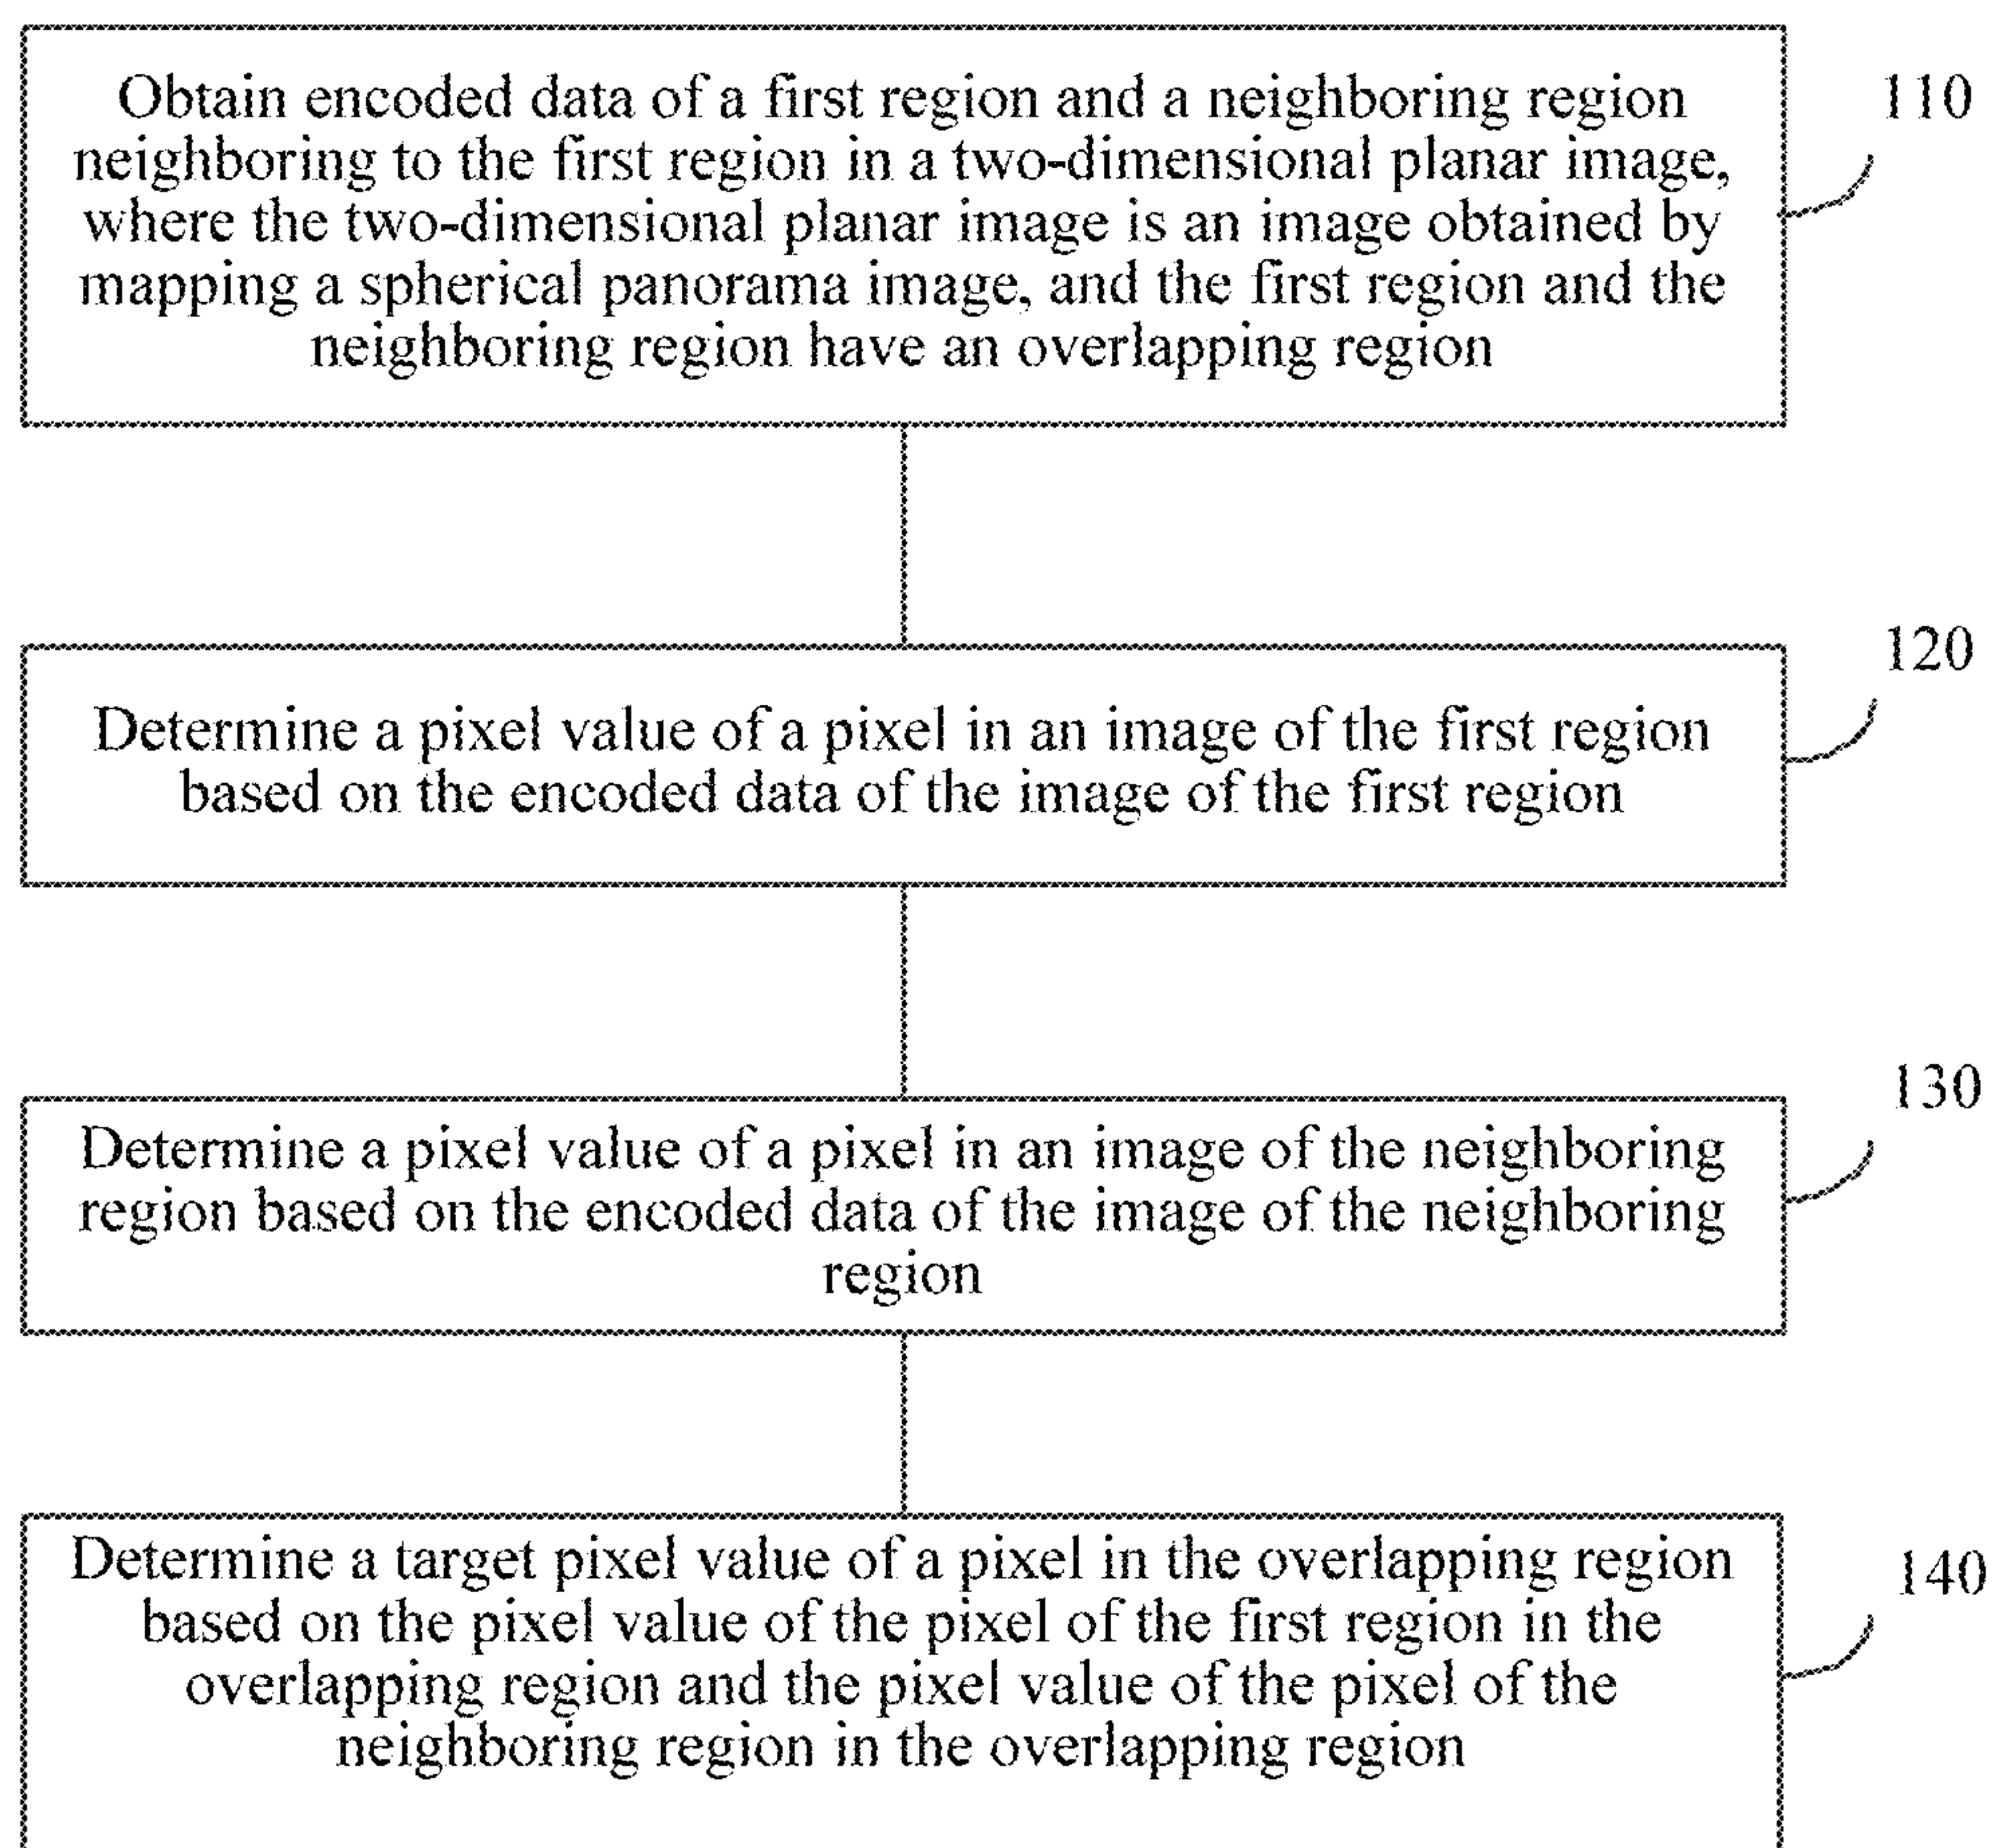 Obtain encoded data of a first region and a neighboring region
neighboring to the first region in a two-dimensional planar image,
where the two-dimensional planar image is an image obtained by
mapping a spherical panorama image, and the first region and the
neighboring region have an overlapping region
110
Determine a pixel value of a pixel in an image of the first region
based on the encoded data of the image of the first region
120
Determine a pixel value of a pixel in an image of the neighboring
region based on the encoded data of the image of the neighboring
region
130
Determine a target pixel value of a pixel in the overlapping region
based on the pixel value of the pixel of the first region in the
overlapping region and the pixel value of the pixel of the
neighboring region in the overlapping region
140